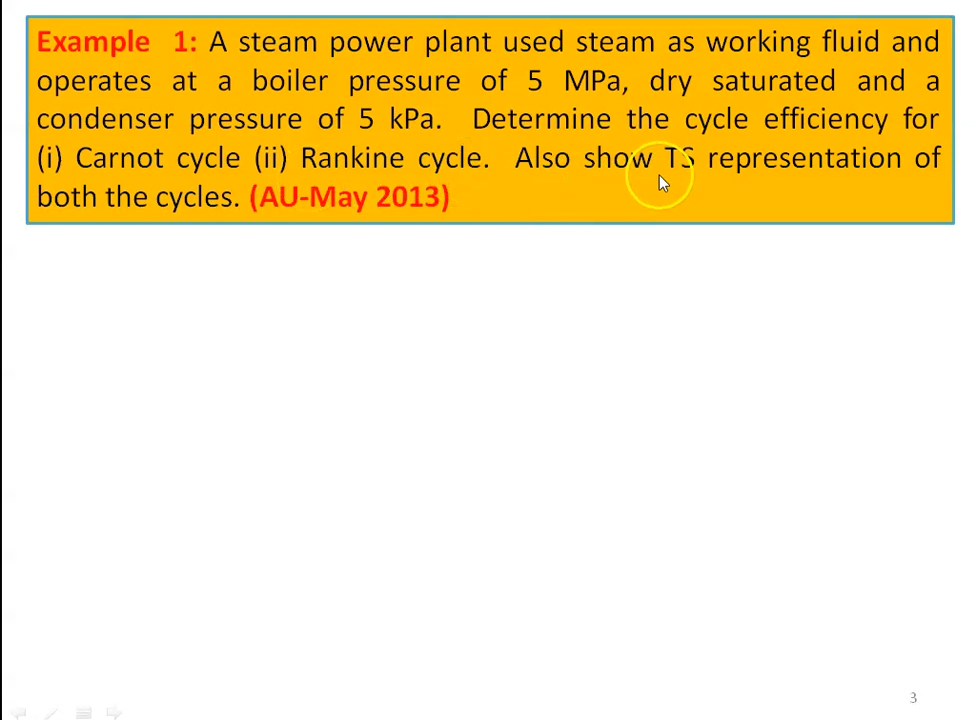 Example 1: A steam power plant used steam as working fluid and
operates at a boiler pressure of 5 MPa, dry saturated and a
condenser pressure of 5 kPa. Determine the cycle efficiency for
(i) Carnot cycle (ii) Rankine cycle. Also show TS representation of
both the cycles. (AU-May 2013)
3